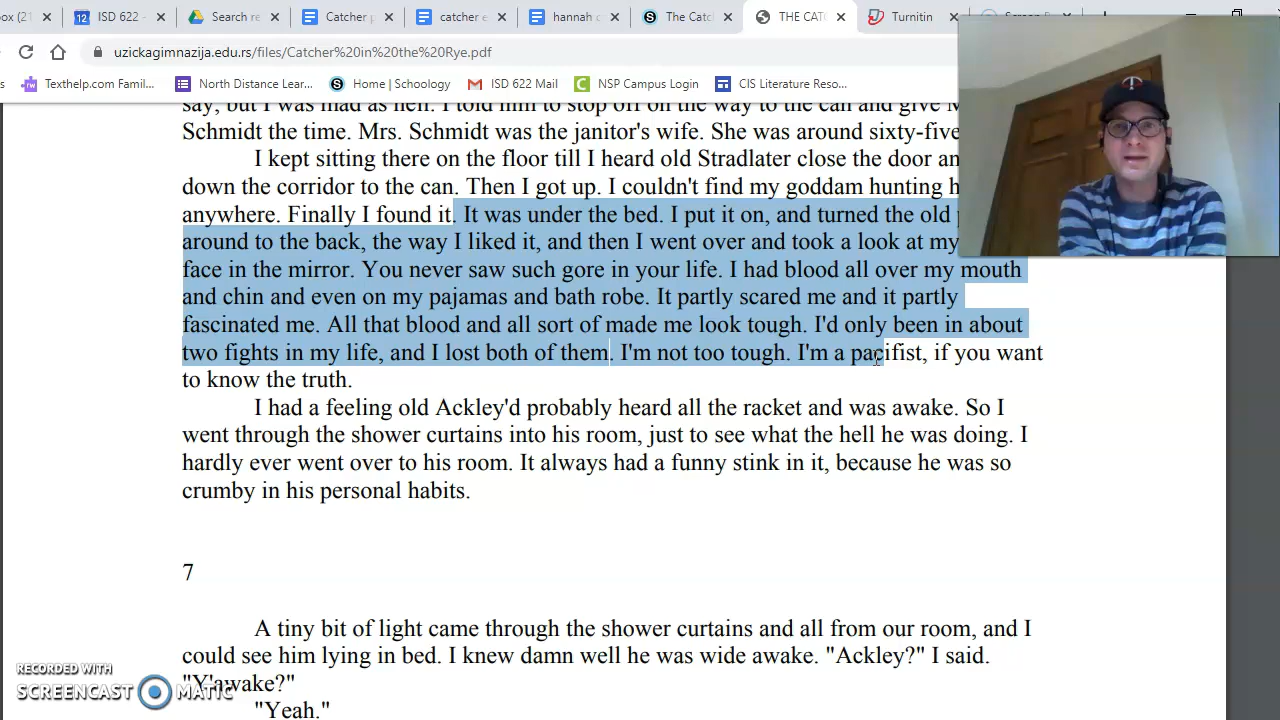 ox (21
ISD 622 -
Search re
Catcher p
catcher e
hannah c
The Catc
THE CATC
Turnitin
uzickagimnazija.edu.rs/files/Catcher%20in%20the%20Rye.pdf
Texthelp.com Famil...
North Distance Lear...
Home | Schoology
ISD 622 Mail
NSP Campus Login
CIS Literature Reso...
say, but I was mad as hell. I told him to stop off on the way to the can and give M
Schmidt the time. Mrs. Schmidt was the janitor's wife. She was around sixty-five
I kept sitting there on the floor till I heard old Stradlater close the door an
down the corridor to the can. Then I got up. I couldn't find my goddam hunting h
anywhere. Finally I found it. It was under the bed. I put it on, and turned the old
around to the back, the way I liked it, and then I went over and took a look at my
face in the mirror. You never saw such gore in your life. I had blood all over my mouth
and chin and even on my pajamas and bath robe. It partly scared me and it partly
fascinated me. All that blood and all sort of made me look tough. I'd only been in about
two fights in my life, and I lost both of them. I'm not too tough. I'm a pacifist, if you want
to know the truth.
I had a feeling old Ackley'd probably heard all the racket and was awake. So I
went through the shower curtains into his room, just to see what the hell he was doing. I
hardly ever went over to his room. It always had a funny stink in it, because he was so
crumby in his personal habits.
7
A tiny bit of light came through the shower curtains and all from our room, and I
could see him lying in bed. I knew damn well he was wide awake. "Ackley?" I said.
"Y'awake?"
"Yeah."
RECORDED WITH
SCREENCAST MATIC